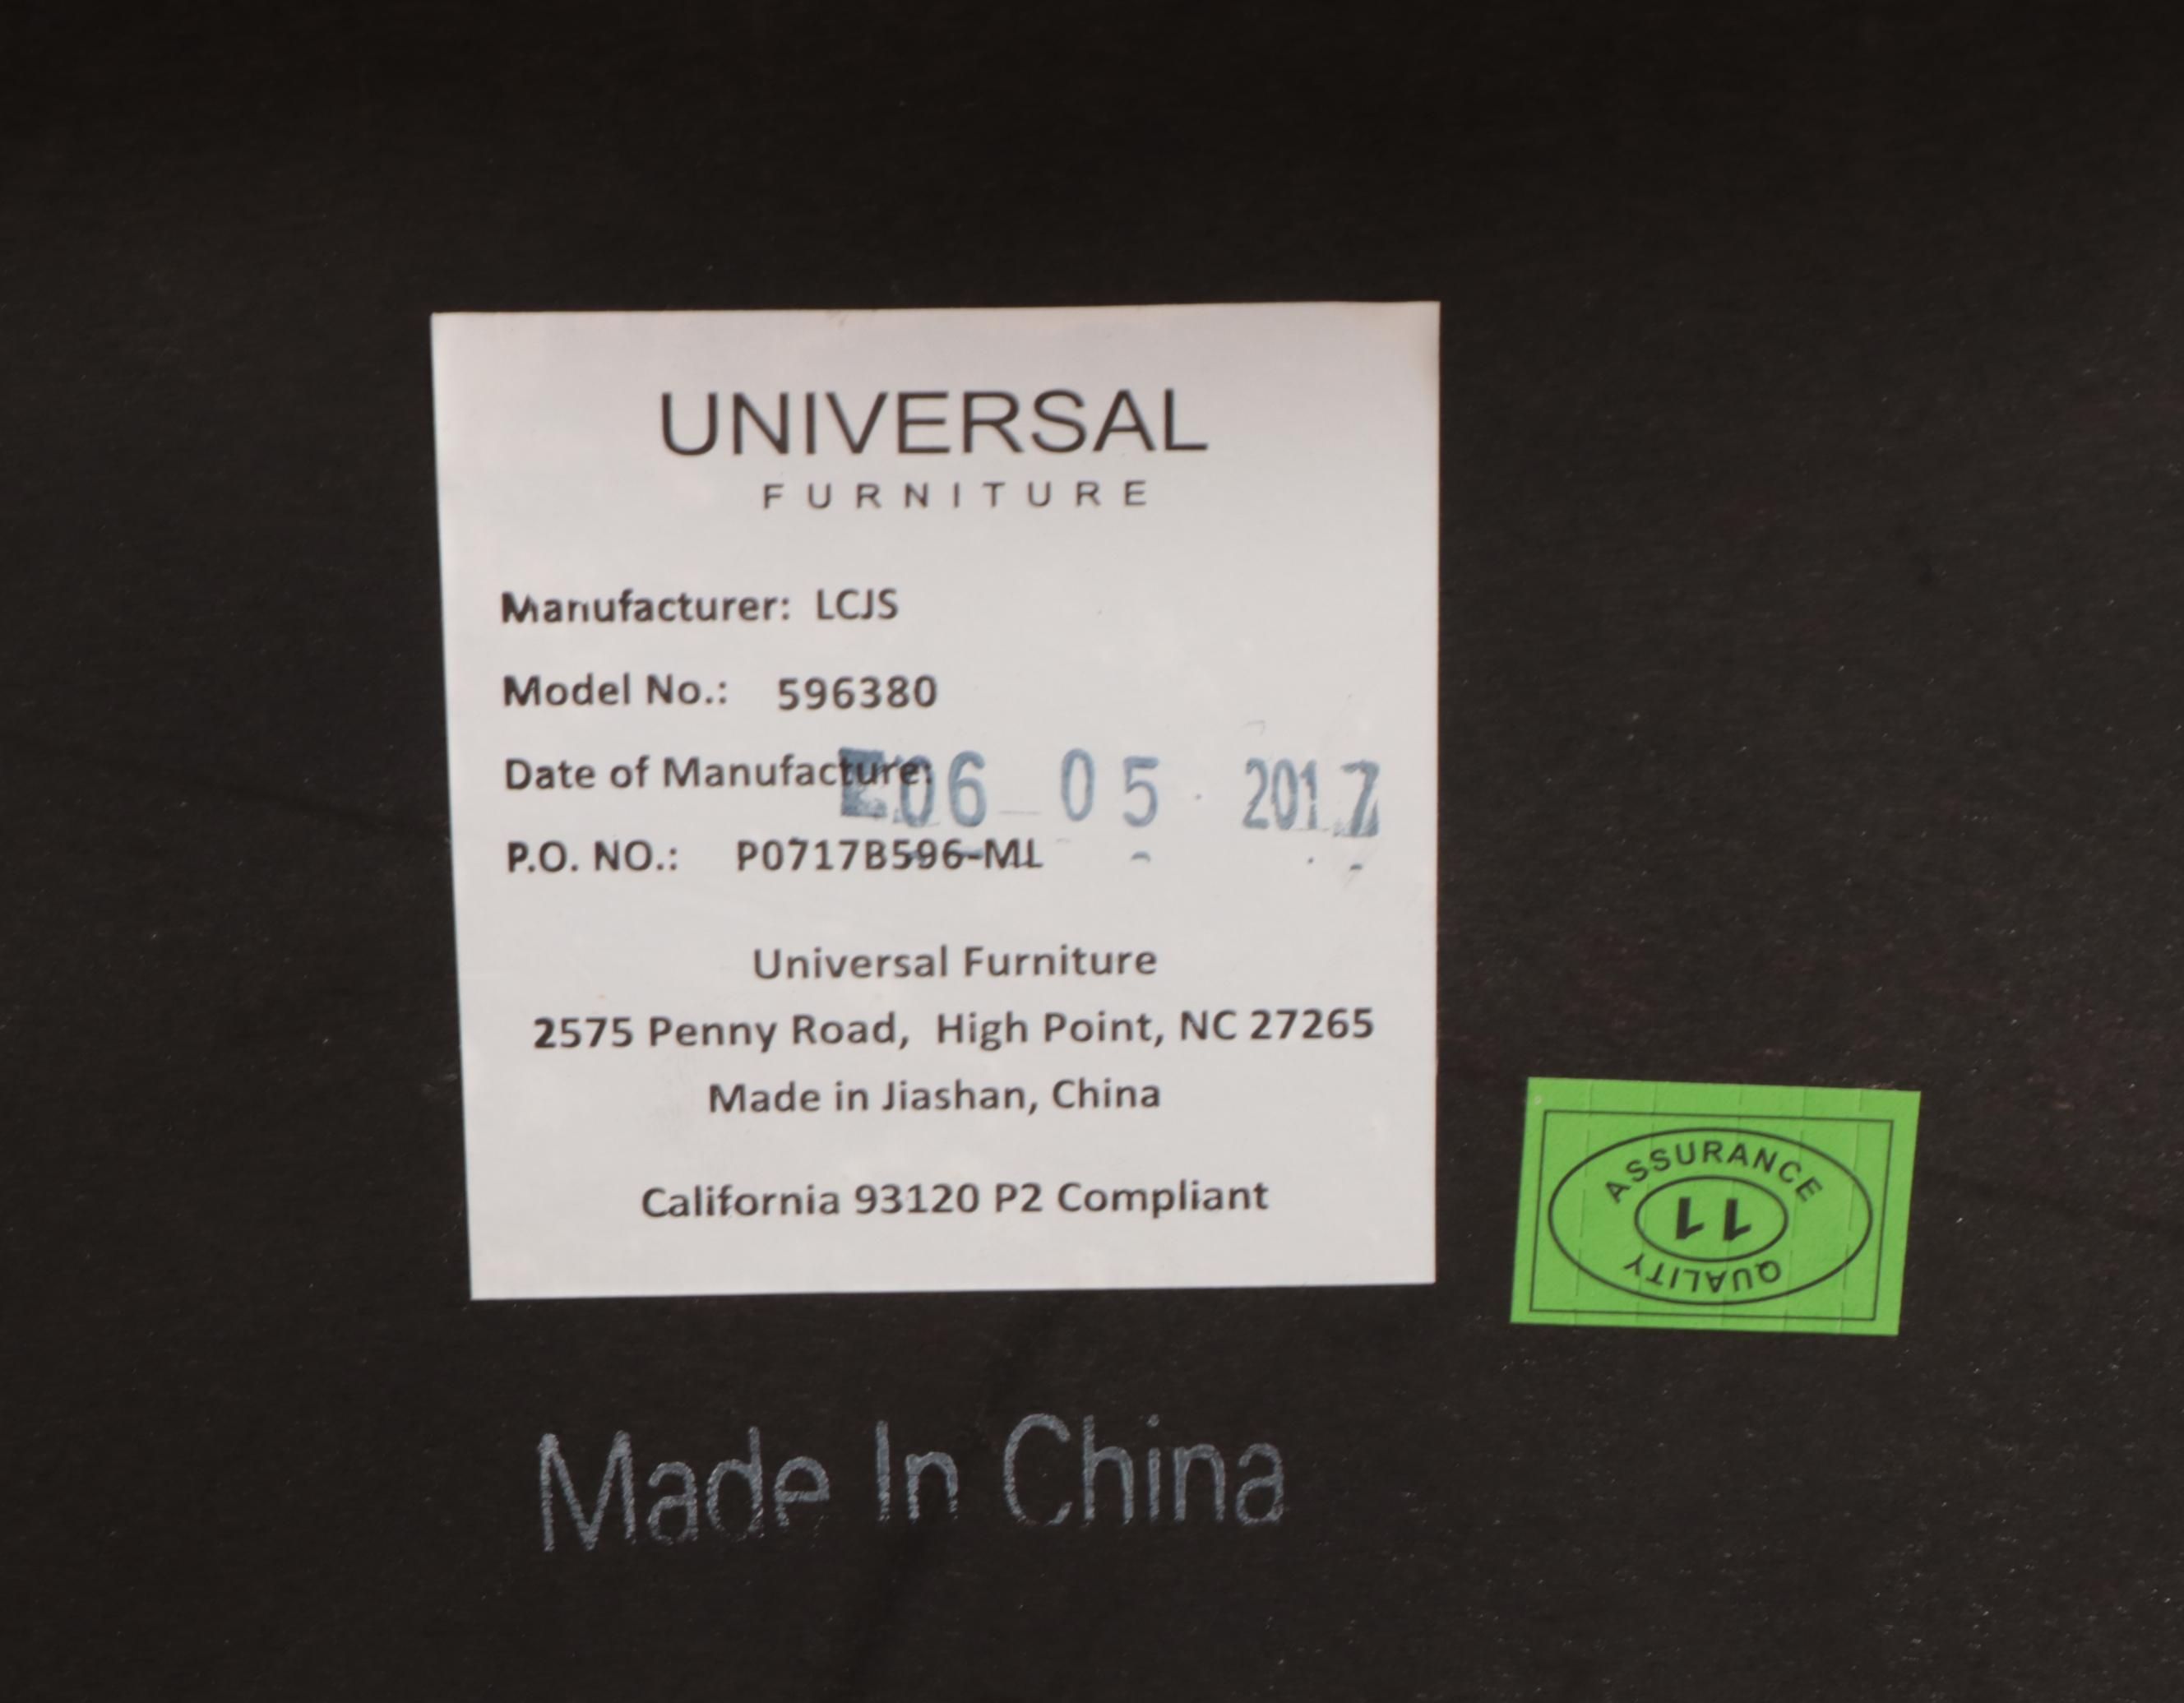 UNIVERSAL
FURNITURE
Manufacturer: LCJS
Model No.: 596380
Date of Manufacture: 06 05 2017
P.O. NO.: P0717B596-ML
Universal Furniture
2575 Penny Road, High Point, NC 27265
Made in Jiashan, China
California 93120 P2 Compliant
QUALITY
11
ASSURANCE
Made In China